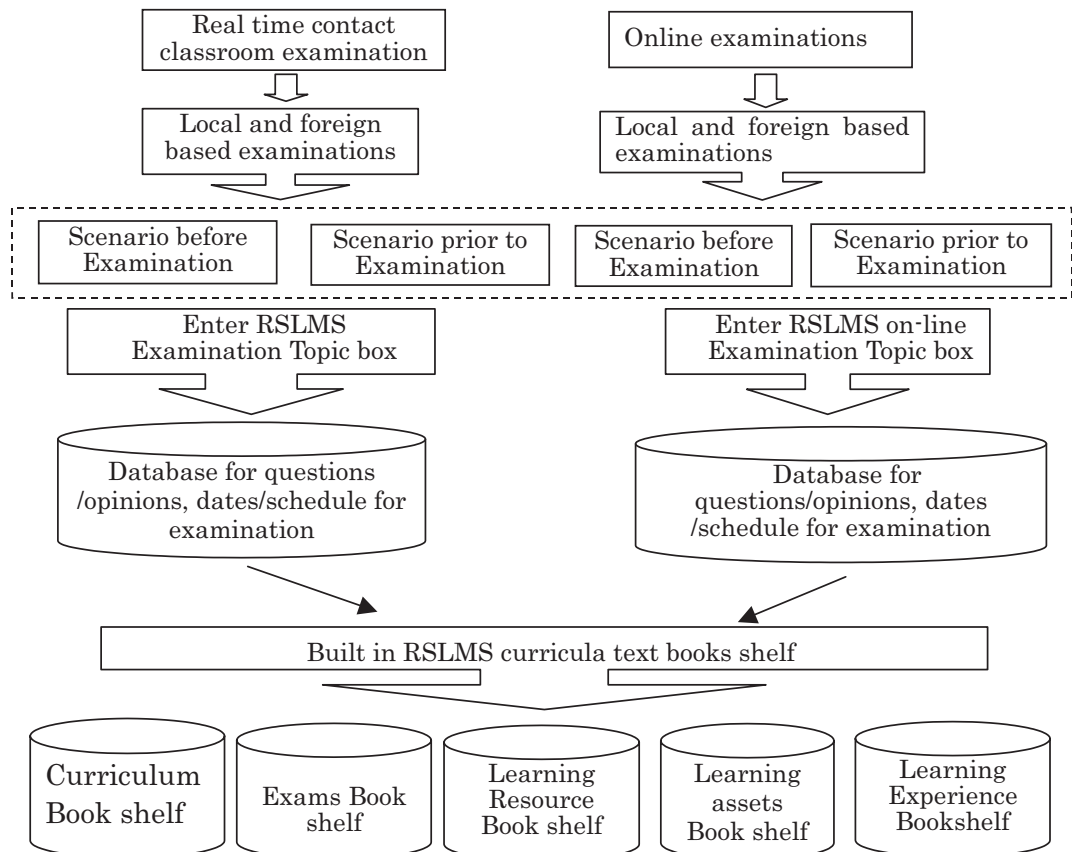 Real time contact
classroom examination
Online examinations
Local and foreign
based examinations
Local and foreign based
examinations
Scenario before
Examination
Scenario prior to
Examination
Scenario before
Examination
Scenario prior to
Examination
Enter RSLMS
Examination Topic box
Enter RSLMS on-line
Examination Topic box
Database for questions
/opinions, dates/schedule for
examination
Database for
questions/opinions, dates
/schedule for examination
Built in RSLMS curricula text books shelf
Curriculum
Book shelf
Exams Book
shelf
Learning
Resource
Book shelf
Learning
assets
Book shelf
Learning
Experience
Bookshelf